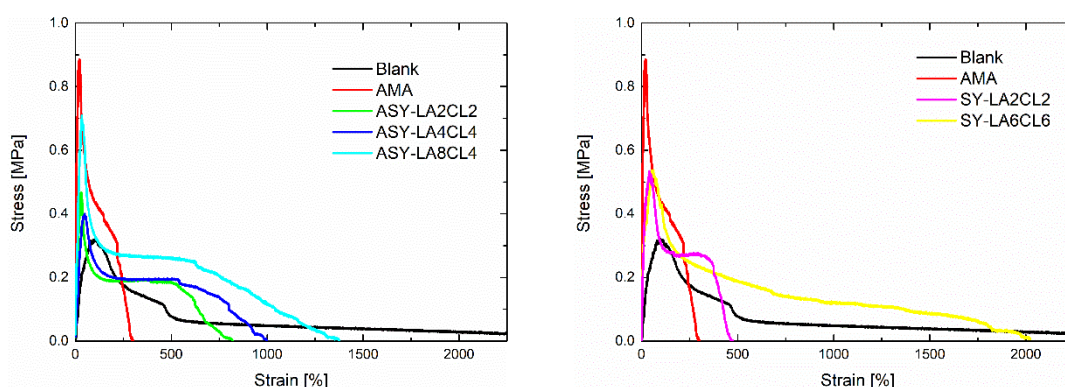 1.0
0.8
0.6
0.4
0.2
0.0
Stress [MPa]
0
500
1000
1500
2000
Strain [%]
Blank
AMA
ASY-LA2CL2
ASY-LA4CL4
ASY-LA8CL4
1.0
0.8
0.6
0.4
0.2
0.0
Stress [MPa]
0
500
1000
1500
2000
Strain [%]
Blank
AMA
SY-LA2CL2
SY-LA6CL6